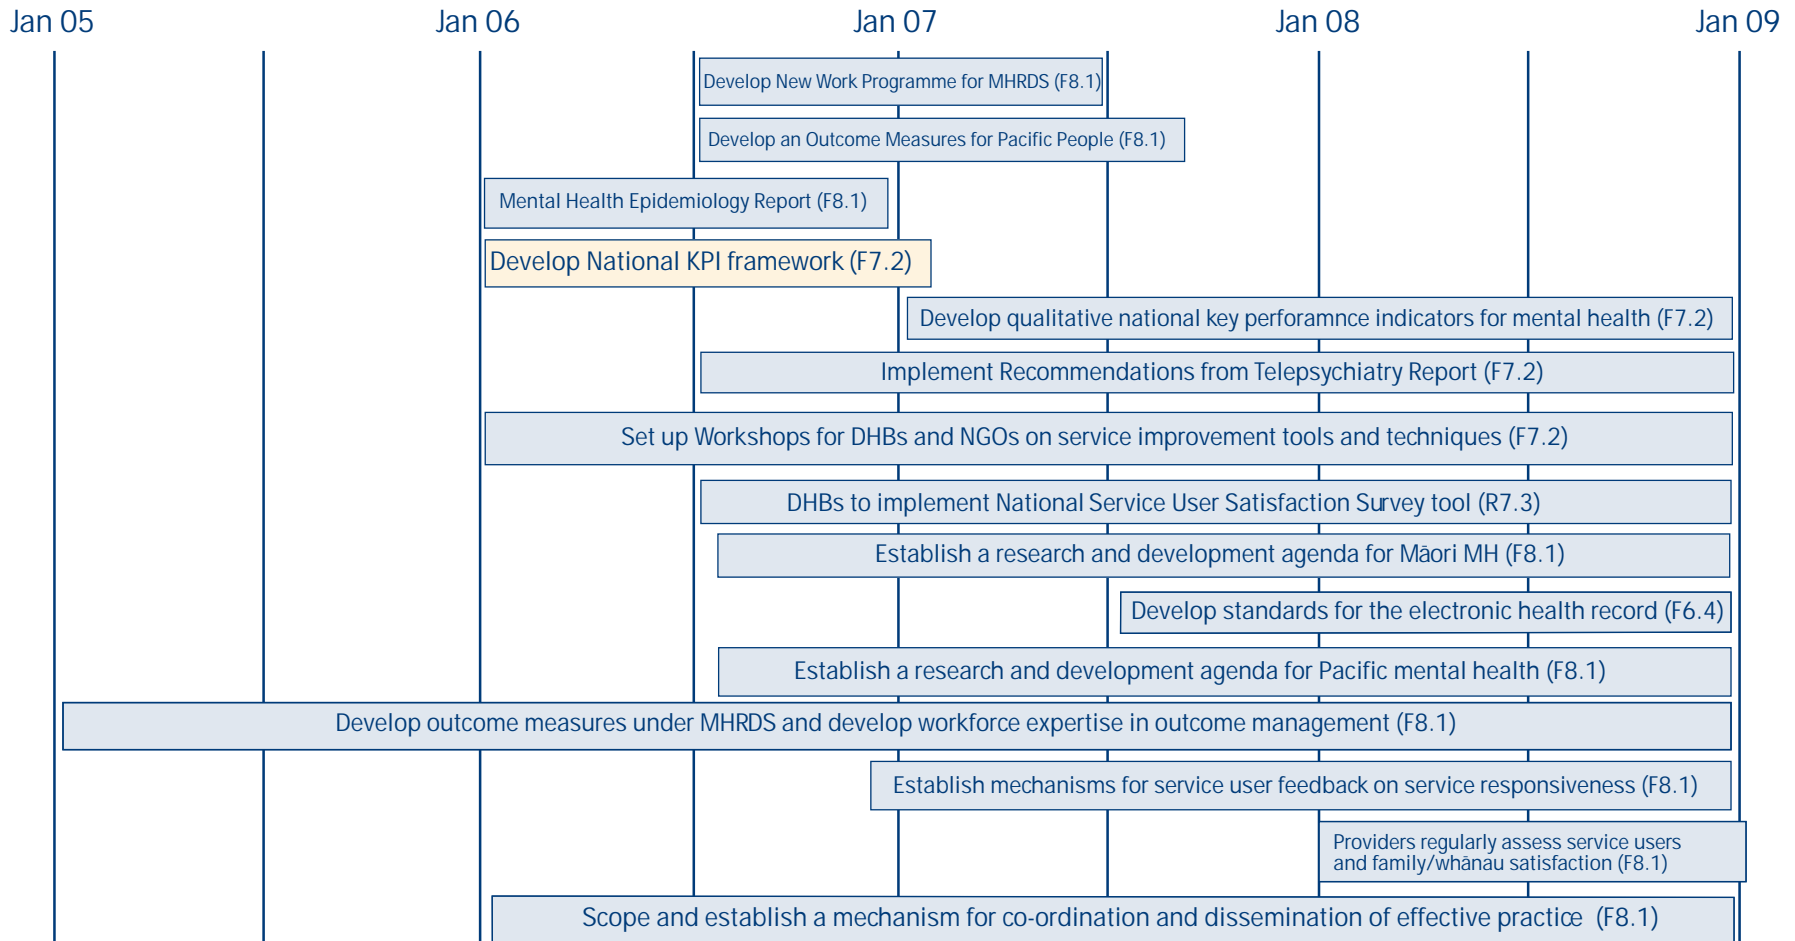 Jan 05 Jan 06 Jan 07 Jan 08 Jan 09
Develop New Work Programme for MHRDS (F8.1)
Develop an Outcome Measures for Pacific People (F8.1)
Mental Health Epidemiology Report (F8.1)
Develop National KPI framework (F7.2)
Develop qualitative national key perforamnce indicators for mental health (F7.2)
Implement Recommendations from Telepsychiatry Report (F7.2)
Set up Workshops for DHBs and NGOs on service improvement tools and techniques (F7.2)
DHBs to implement National Service User Satisfaction Survey tool (R7.3)
Establish a research and development agenda for Māori MH (F8.1)
Develop standards for the electronic health record (F6.4)
Establish a research and development agenda for Pacific mental health (F8.1)
Develop outcome measures under MHRDS and develop workforce expertise in outcome management (F8.1)
Establish mechanisms for service user feedback on service responsiveness (F8.1)
Providers regularly assess service users
and family/whānau satisfaction (F8.1)
Scope and establish a mechanism for co-ordination and dissemination of effective practice (F8.1)